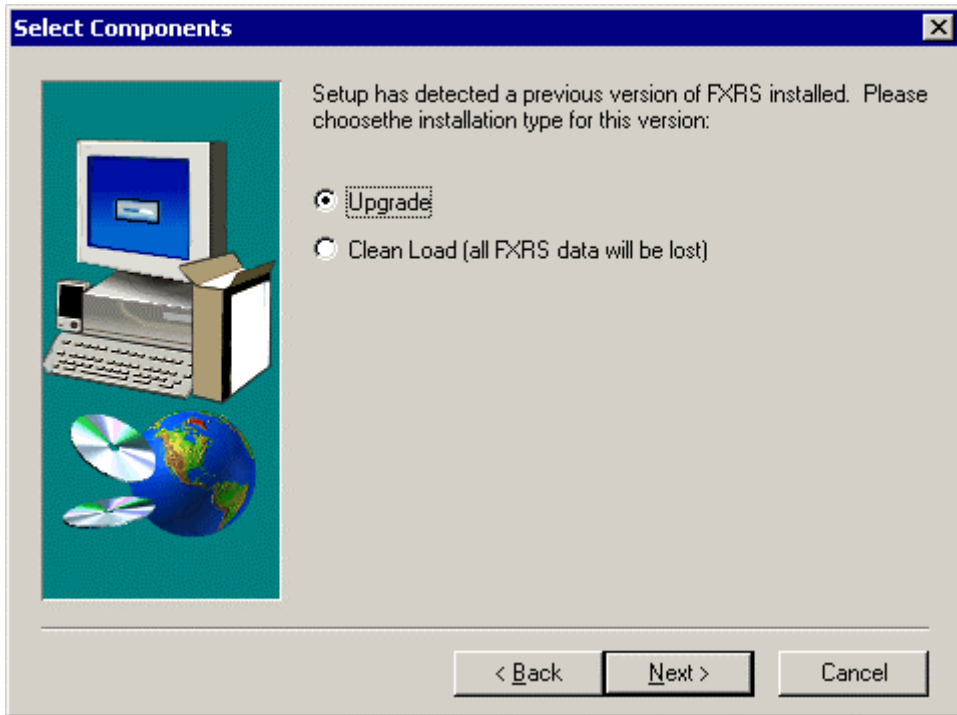 Select Components
Setup has detected a previous version of FXRS installed.  Please
choosethe installation type for this version:
Upgrade
Clean Load (all FXRS data will be lost)
< Back
Next >
Cancel